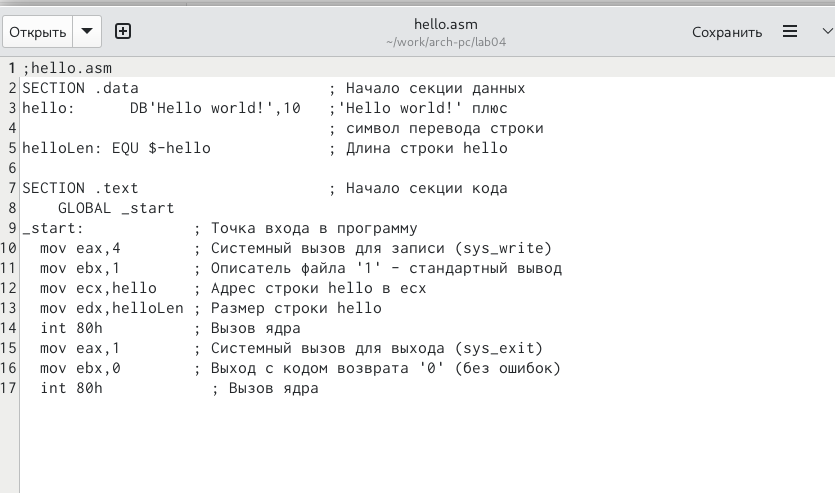 Открыть
hello.asm
~/work/arch-pc/lab04
Сохранить
1 ;hello.asm
2 SECTION .data                     ; Начало секции данных
3 hello:      DB'Hello world!',10   ;'Hello world!' плюс
4                                   ; символ перевода строки
5 helloLen: EQU $-hello             ; Длина строки hello
6
7 SECTION .text                     ; Начало секции кода
8     GLOBAL _start
9 _start:            ; Точка входа в программу
10   mov eax,4        ; Системный вызов для записи (sys_write)
11   mov ebx,1        ; Описатель файла '1' - стандартный вывод
12   mov ecx,hello    ; Адрес строки hello в ecx
13   mov edx,helloLen ; Размер строки hello
14   int 80h          ; Вызов ядра
15   mov eax,1        ; Системный вызов для выхода (sys_exit)
16   mov ebx,0        ; Выход с кодом возврата '0' (без ошибок)
17   int 80h            ; Вызов ядра